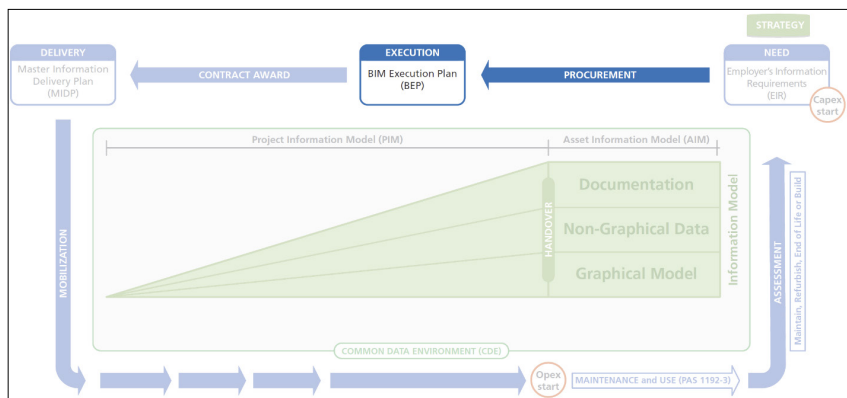 STRATEGY
DELIVERY
Master Information
Delivery Plan
(MIDP)
CONTRACT AWARD
EXECUTION
BIM Execution Plan
(BEP)
PROCUREMENT
NEED
Employer's Information
Requirements
(EIR)
Capex
start
Project Information Model (PIM)
Asset Information Model (AIM)
Documentation
Non-Graphical Data
Graphical Model
HANDOVER
Information Model
MOBILIZATION
ASSESSMENT
Maintain, Refurbish, End of Life or Build
COMMON DATA ENVIRONMENT (CDE)
Opex
start
MAINTENANCE and USE (PAS 1192-3)